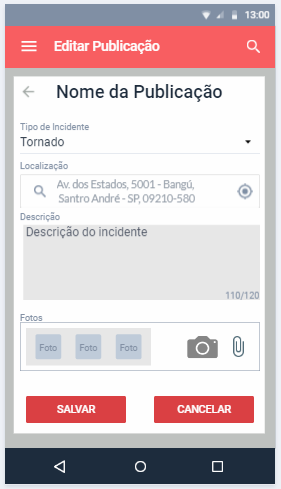 13:00
Editar Publicação
Nome da Publicação
Tipo de Incidente
Tornado
Localização
Av. dos Estados, 5001 - Bangú,
Santro André - SP, 09210-580
Descrição
Descrição do incidente
110/120
Fotos
Foto Foto Foto
SALVAR CANCELAR